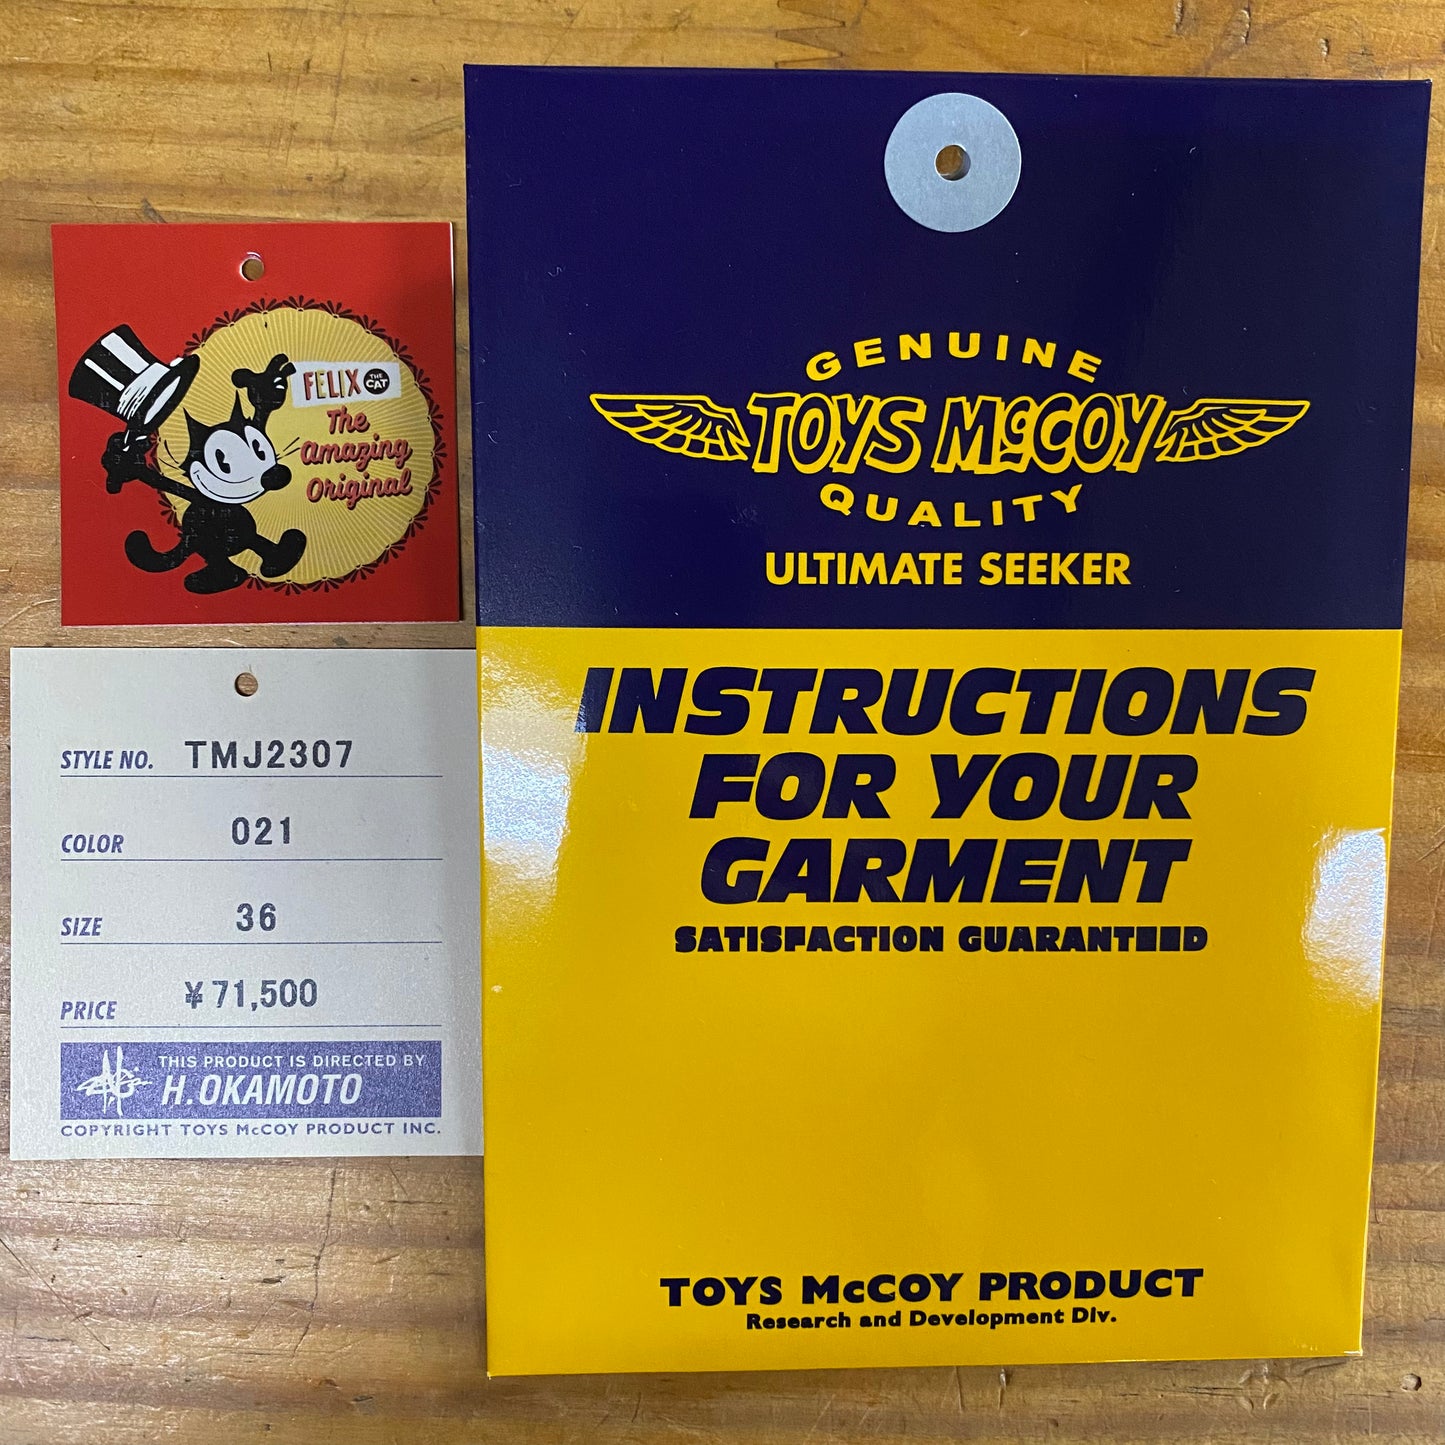 FELIX THE CAT
The
amazing
Original
STYLE NO. TMJ2307
COLOR 021
SIZE 36
PRICE ¥71,500
THIS PRODUCT IS DIRECTED BY
H.OKAMOTO
COPYRIGHT TOYS McCOY PRODUCT INC.
GENUINE
TOYS McCOY
QUALITY
ULTIMATE SEEKER
INSTRUCTIONS
FOR YOUR
GARMENT
SATISFACTION GUARANTEED
TOYS McCOY PRODUCT
Research and Development Div.